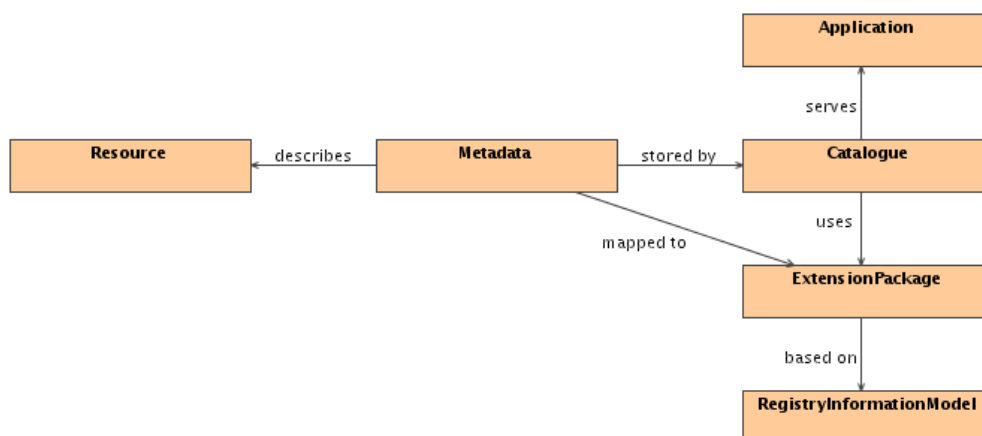 Application
serves
Resource
describes
Metadata
stored by
Catalogue
uses
mapped to
ExtensionPackage
based on
RegistryInformationModel